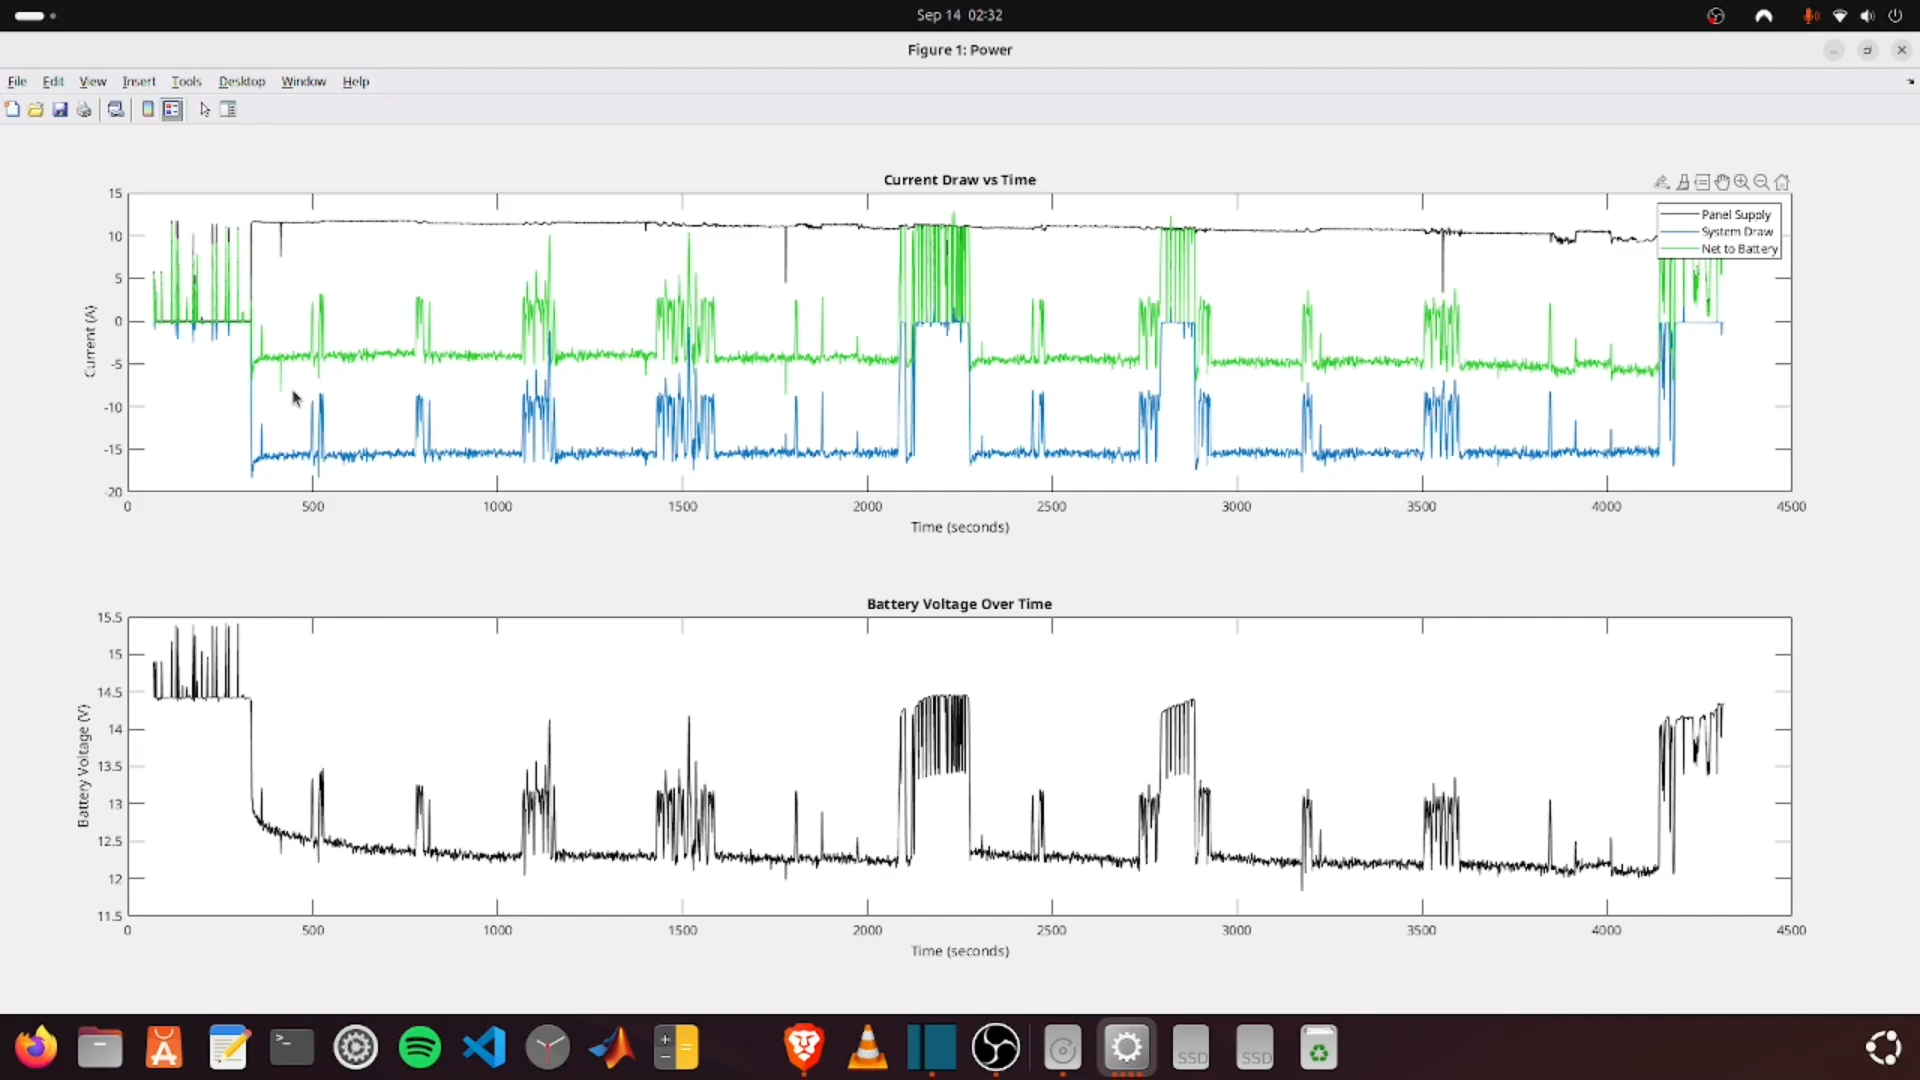 Sep 14 02:32
Figure 1: Power
File Edit View Insert Tools Desktop Window Help
Current Draw vs Time
15
10
5
0
-5
-10
-15
-20
Current (A)
Panel Supply
System Draw
Net to Battery
0 500 1000 1500 2000 2500 3000 3500 4000 4500
Time (seconds)
Battery Voltage Over Time
15.5
15
14.5
14
13.5
13
12.5
12
11.5
Battery Voltage (V)
0 500 1000 1500 2000 2500 3000 3500 4000 4500
Time (seconds)
SSD SSD